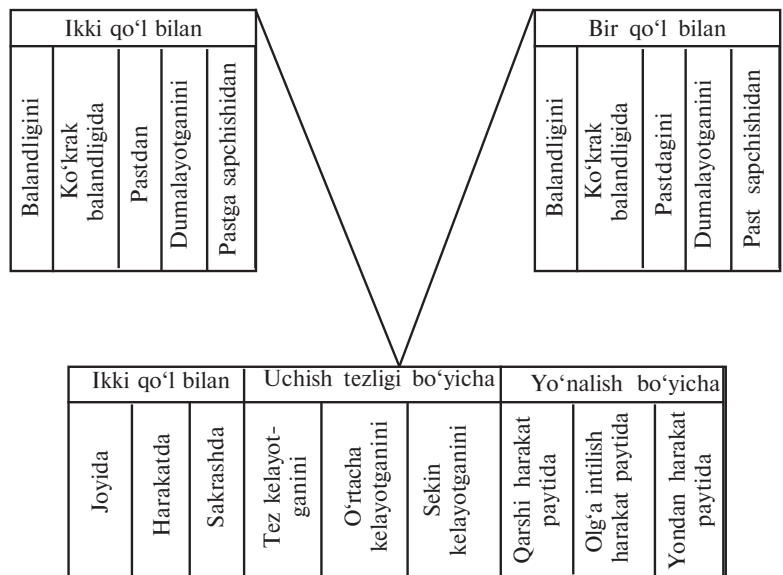 Ikki qo‘l bilan
Balandligini
Ko‘krak
balandligida
Pastdan
Dumalayotganini
Pastga sapchishidan
Bir qo‘l bilan
Balandligini
Ko‘krak
balandligida
Pastdagini
Dumalayotganini
Past sapchishidan
Ikki qo‘l bilan
Uchish tezligi bo‘yicha
Yo‘nalish bo‘yicha
Joyida
Harakatda
Sakrashda
Tez kelayot-
ganini
O‘rtacha
kelayotganini
Sekin
kelayotganini
Qarshi harakat
paytida
Olg‘a intilish
harakat paytida
Yondan harakat
paytida